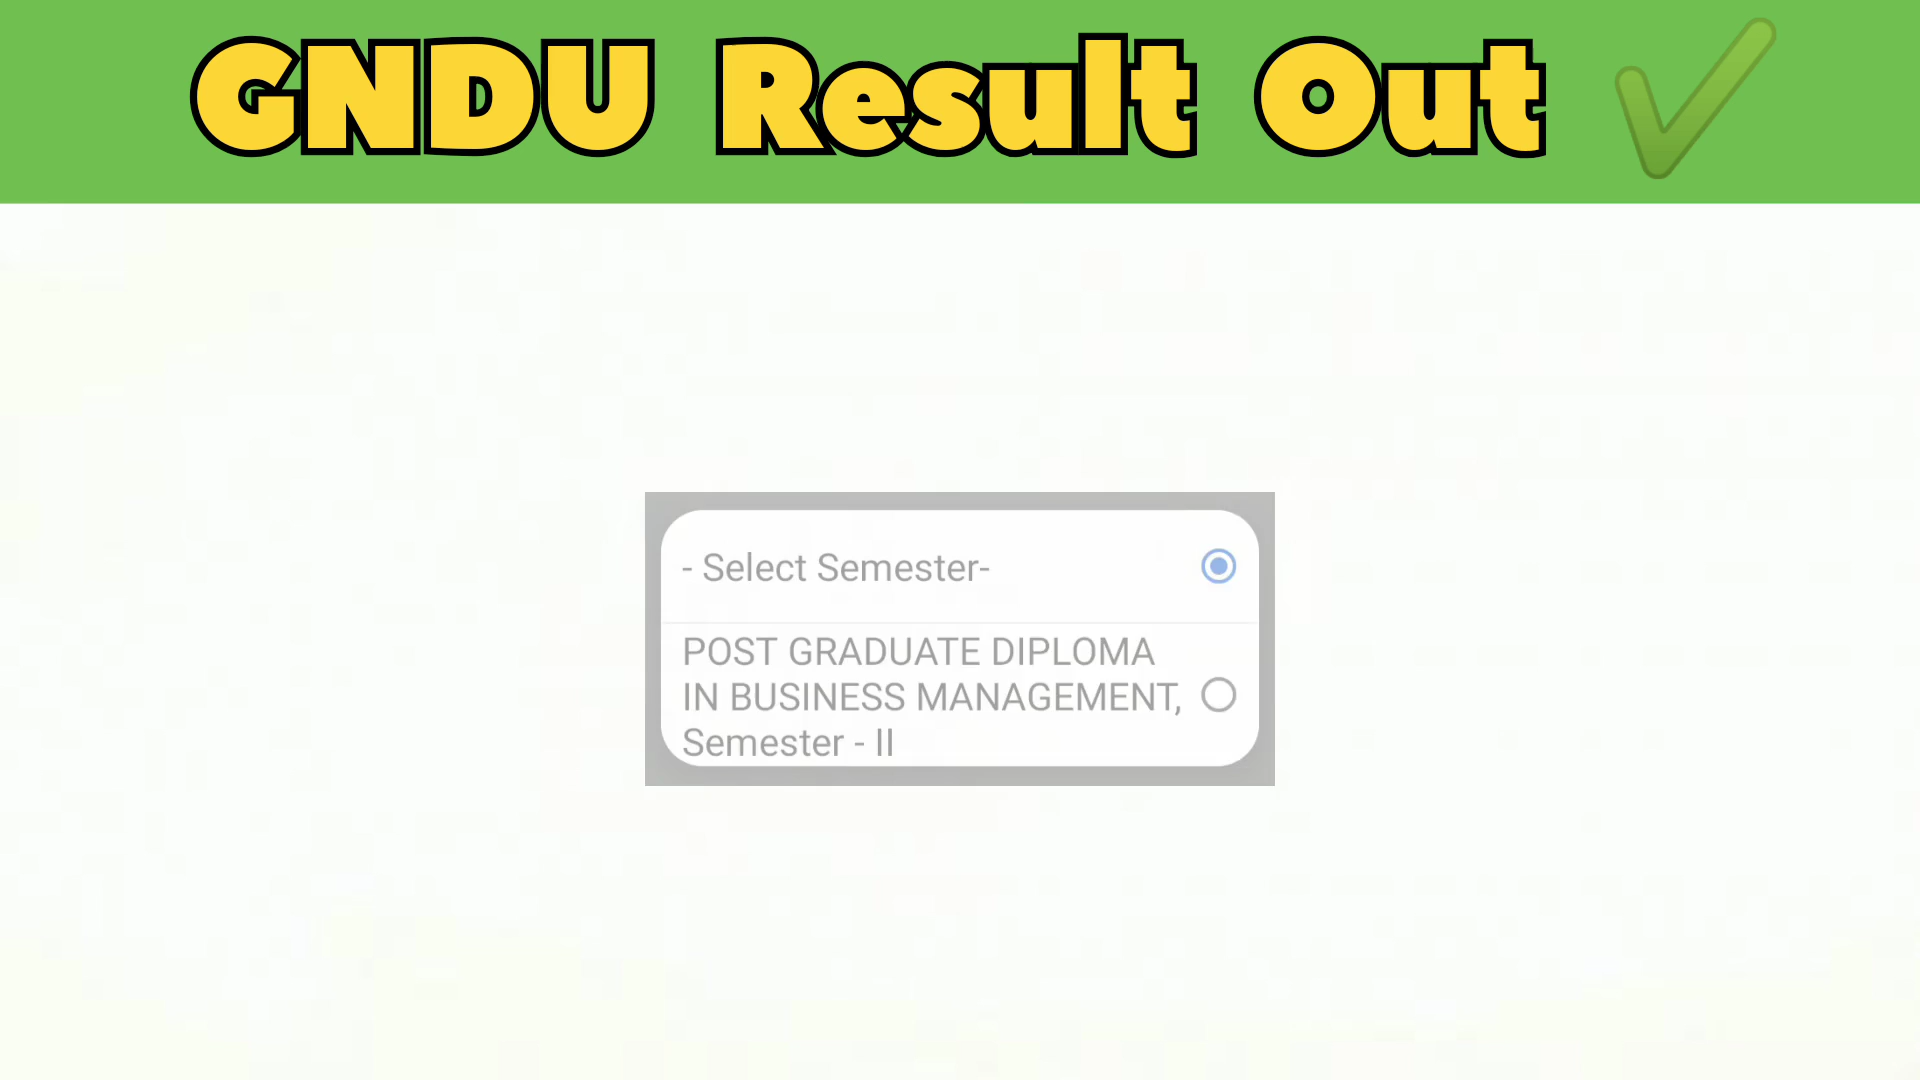 GNDU Result Out
- Select Semester-
POST GRADUATE DIPLOMA
IN BUSINESS MANAGEMENT,
Semester - II